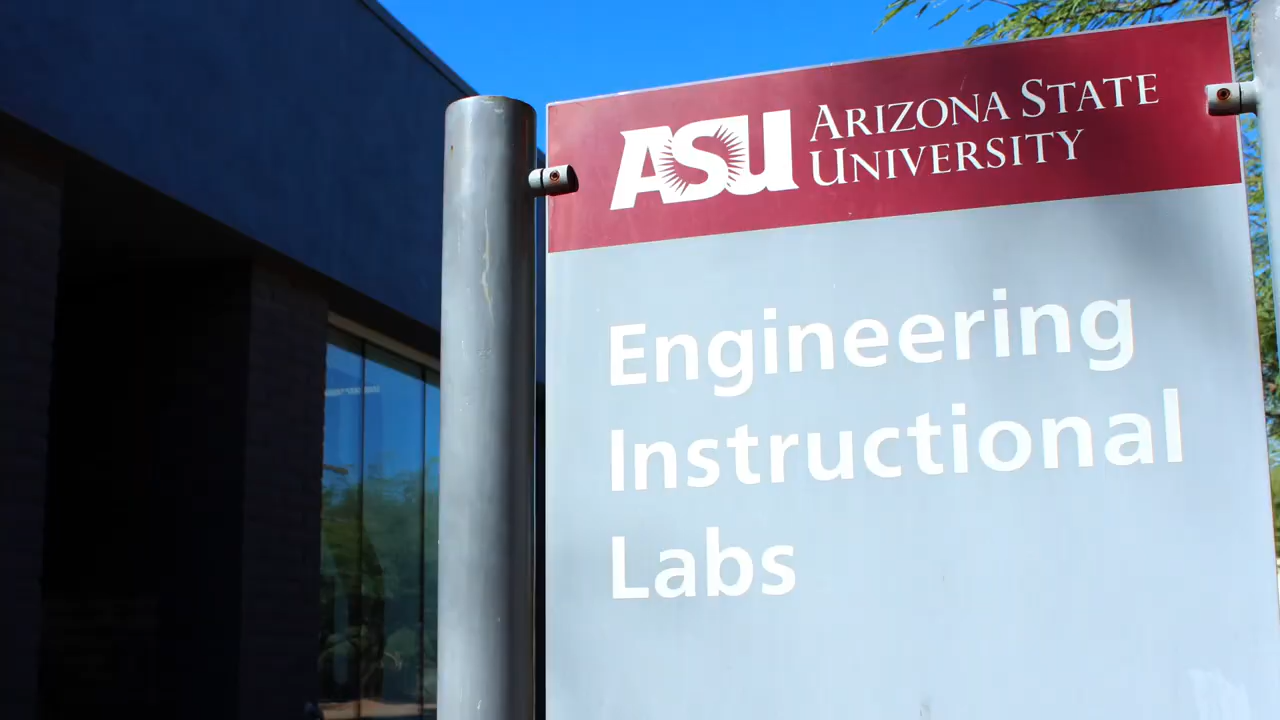 ASU ARIZONA STATE
UNIVERSITY
Engineering
Instructional
Labs